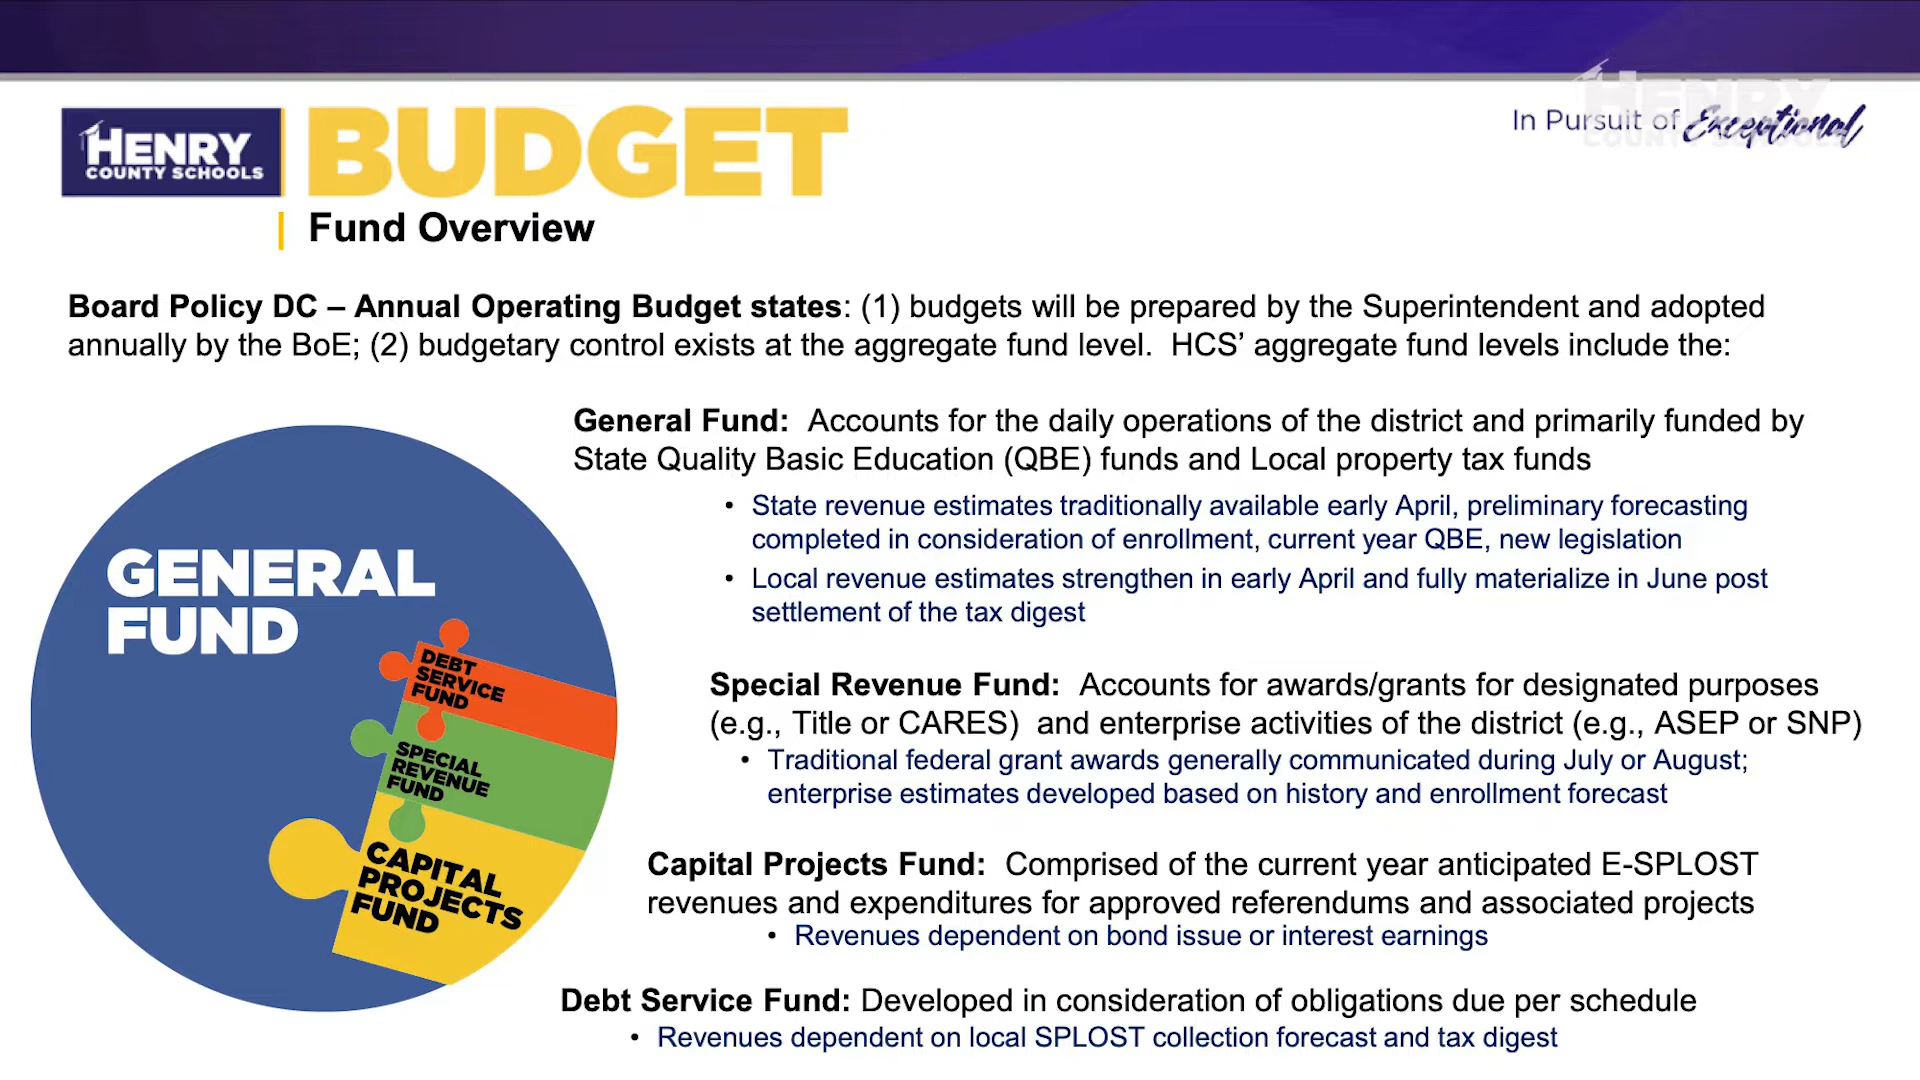 HENRY
COUNTY SCHOOLS
BUDGET
In Pursuit of Exceptional
HENRY
COUNTY SCHOOLS
Fund Overview
Board Policy DC – Annual Operating Budget states: (1) budgets will be prepared by the Superintendent and adopted
annually by the BoE; (2) budgetary control exists at the aggregate fund level.  HCS’ aggregate fund levels include the:
General Fund:  Accounts for the daily operations of the district and primarily funded by
State Quality Basic Education (QBE) funds and Local property tax funds
• State revenue estimates traditionally available early April, preliminary forecasting
completed in consideration of enrollment, current year QBE, new legislation
• Local revenue estimates strengthen in early April and fully materialize in June post
settlement of the tax digest
Special Revenue Fund:  Accounts for awards/grants for designated purposes
(e.g., Title or CARES)  and enterprise activities of the district (e.g., ASEP or SNP)
• Traditional federal grant awards generally communicated during July or August;
enterprise estimates developed based on history and enrollment forecast
Capital Projects Fund:  Comprised of the current year anticipated E-SPLOST
revenues and expenditures for approved referendums and associated projects
• Revenues dependent on bond issue or interest earnings
Debt Service Fund: Developed in consideration of obligations due per schedule
• Revenues dependent on local SPLOST collection forecast and tax digest
GENERAL
FUND
DEBT
SERVICE
FUND
SPECIAL
REVENUE
FUND
CAPITAL
PROJECTS
FUND